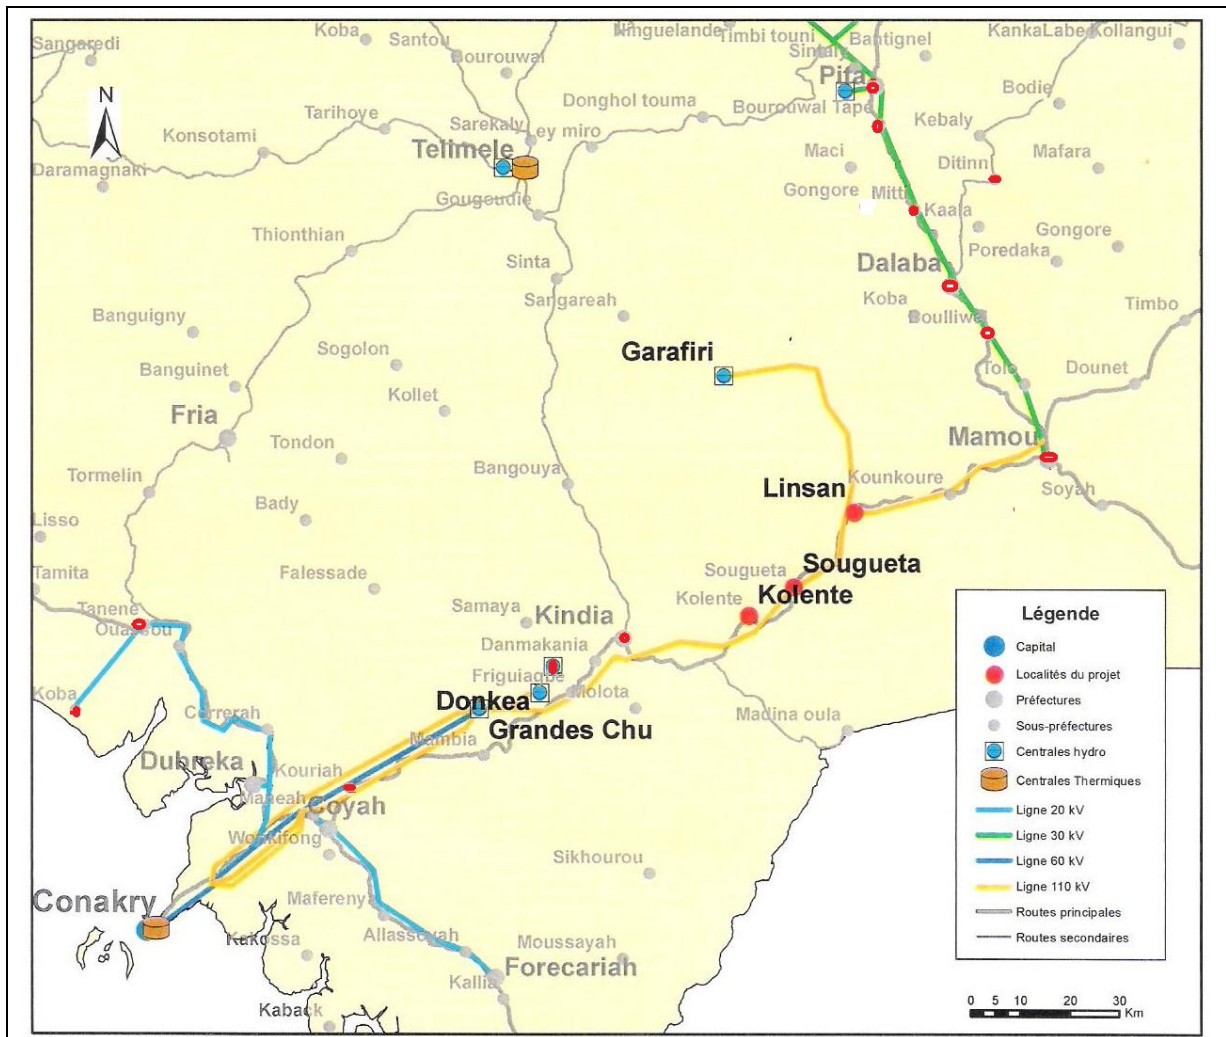 Koba
Ninguelande
Timbi touni
KankaLabe
Kollangui
Sangaredi
Santou
Sintaly
Bantignel
Bourouwal
Pita
Bodie
Donghol touma
Bourouwal Tape
Tarihoye
Kebaly
N
Konsotami
Sarekaly
ey miro
Telimele
Maci
Ditinn
Mafara
Daramagnaki
Gongore
Mitti
Gougoudie
Kaala
Gongore
Thionthian
Poredaka
Sinta
Dalaba
Sangareah
Koba
Timbo
Banguigny
Boulliwel
Sogolon
Garafiri
Banguinet
Tolo
Dounet
Kollet
Fria
Mamou
Tondon
Tormelin
Bangouya
Kounkoure
Linsan
Soyah
Bady
Lisso
Sougueta
Sougueta
Tamita
Falessade
Kolente
Kolente
Tanene
Samaya
Kindia
Ouassou
Danmakania
Friguiagbe
Koba
Donkea
Molota
Correrah
Grandes Chu
Madina oula
Mambia
Dubreka
Kouriah
Maneah
Coyah
Wonkifong
Sikhourou
Conakry
Maferenya
Kakossa
Allassoyah
Moussayah
Forecariah
Kallia
Kaback
Légende
Capital
Localités du projet
Préfectures
Sous-préfectures
Centrales hydro
Centrales Thermiques
Ligne 20 kV
Ligne 30 kV
Ligne 60 kV
Ligne 110 kV
Routes principales
Routes secondaires
0 5 10 20 30
Km